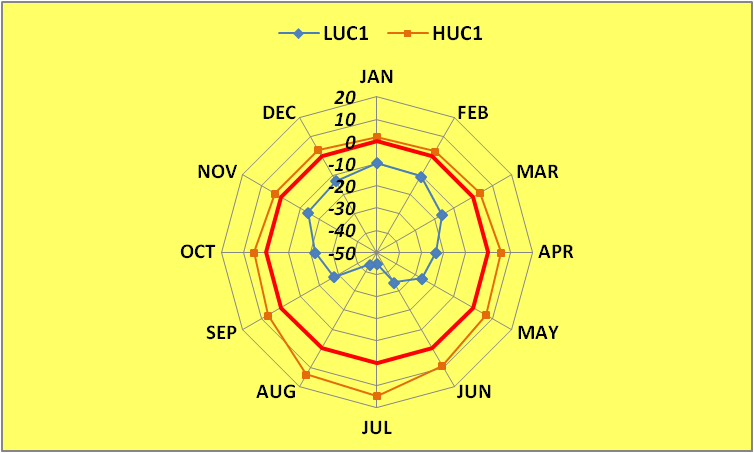 LUC1 HUC1
JAN
FEB
MAR
APR
MAY
JUN
JUL
AUG
SEP
OCT
NOV
DEC
20
10
0
-10
-20
-30
-40
-50